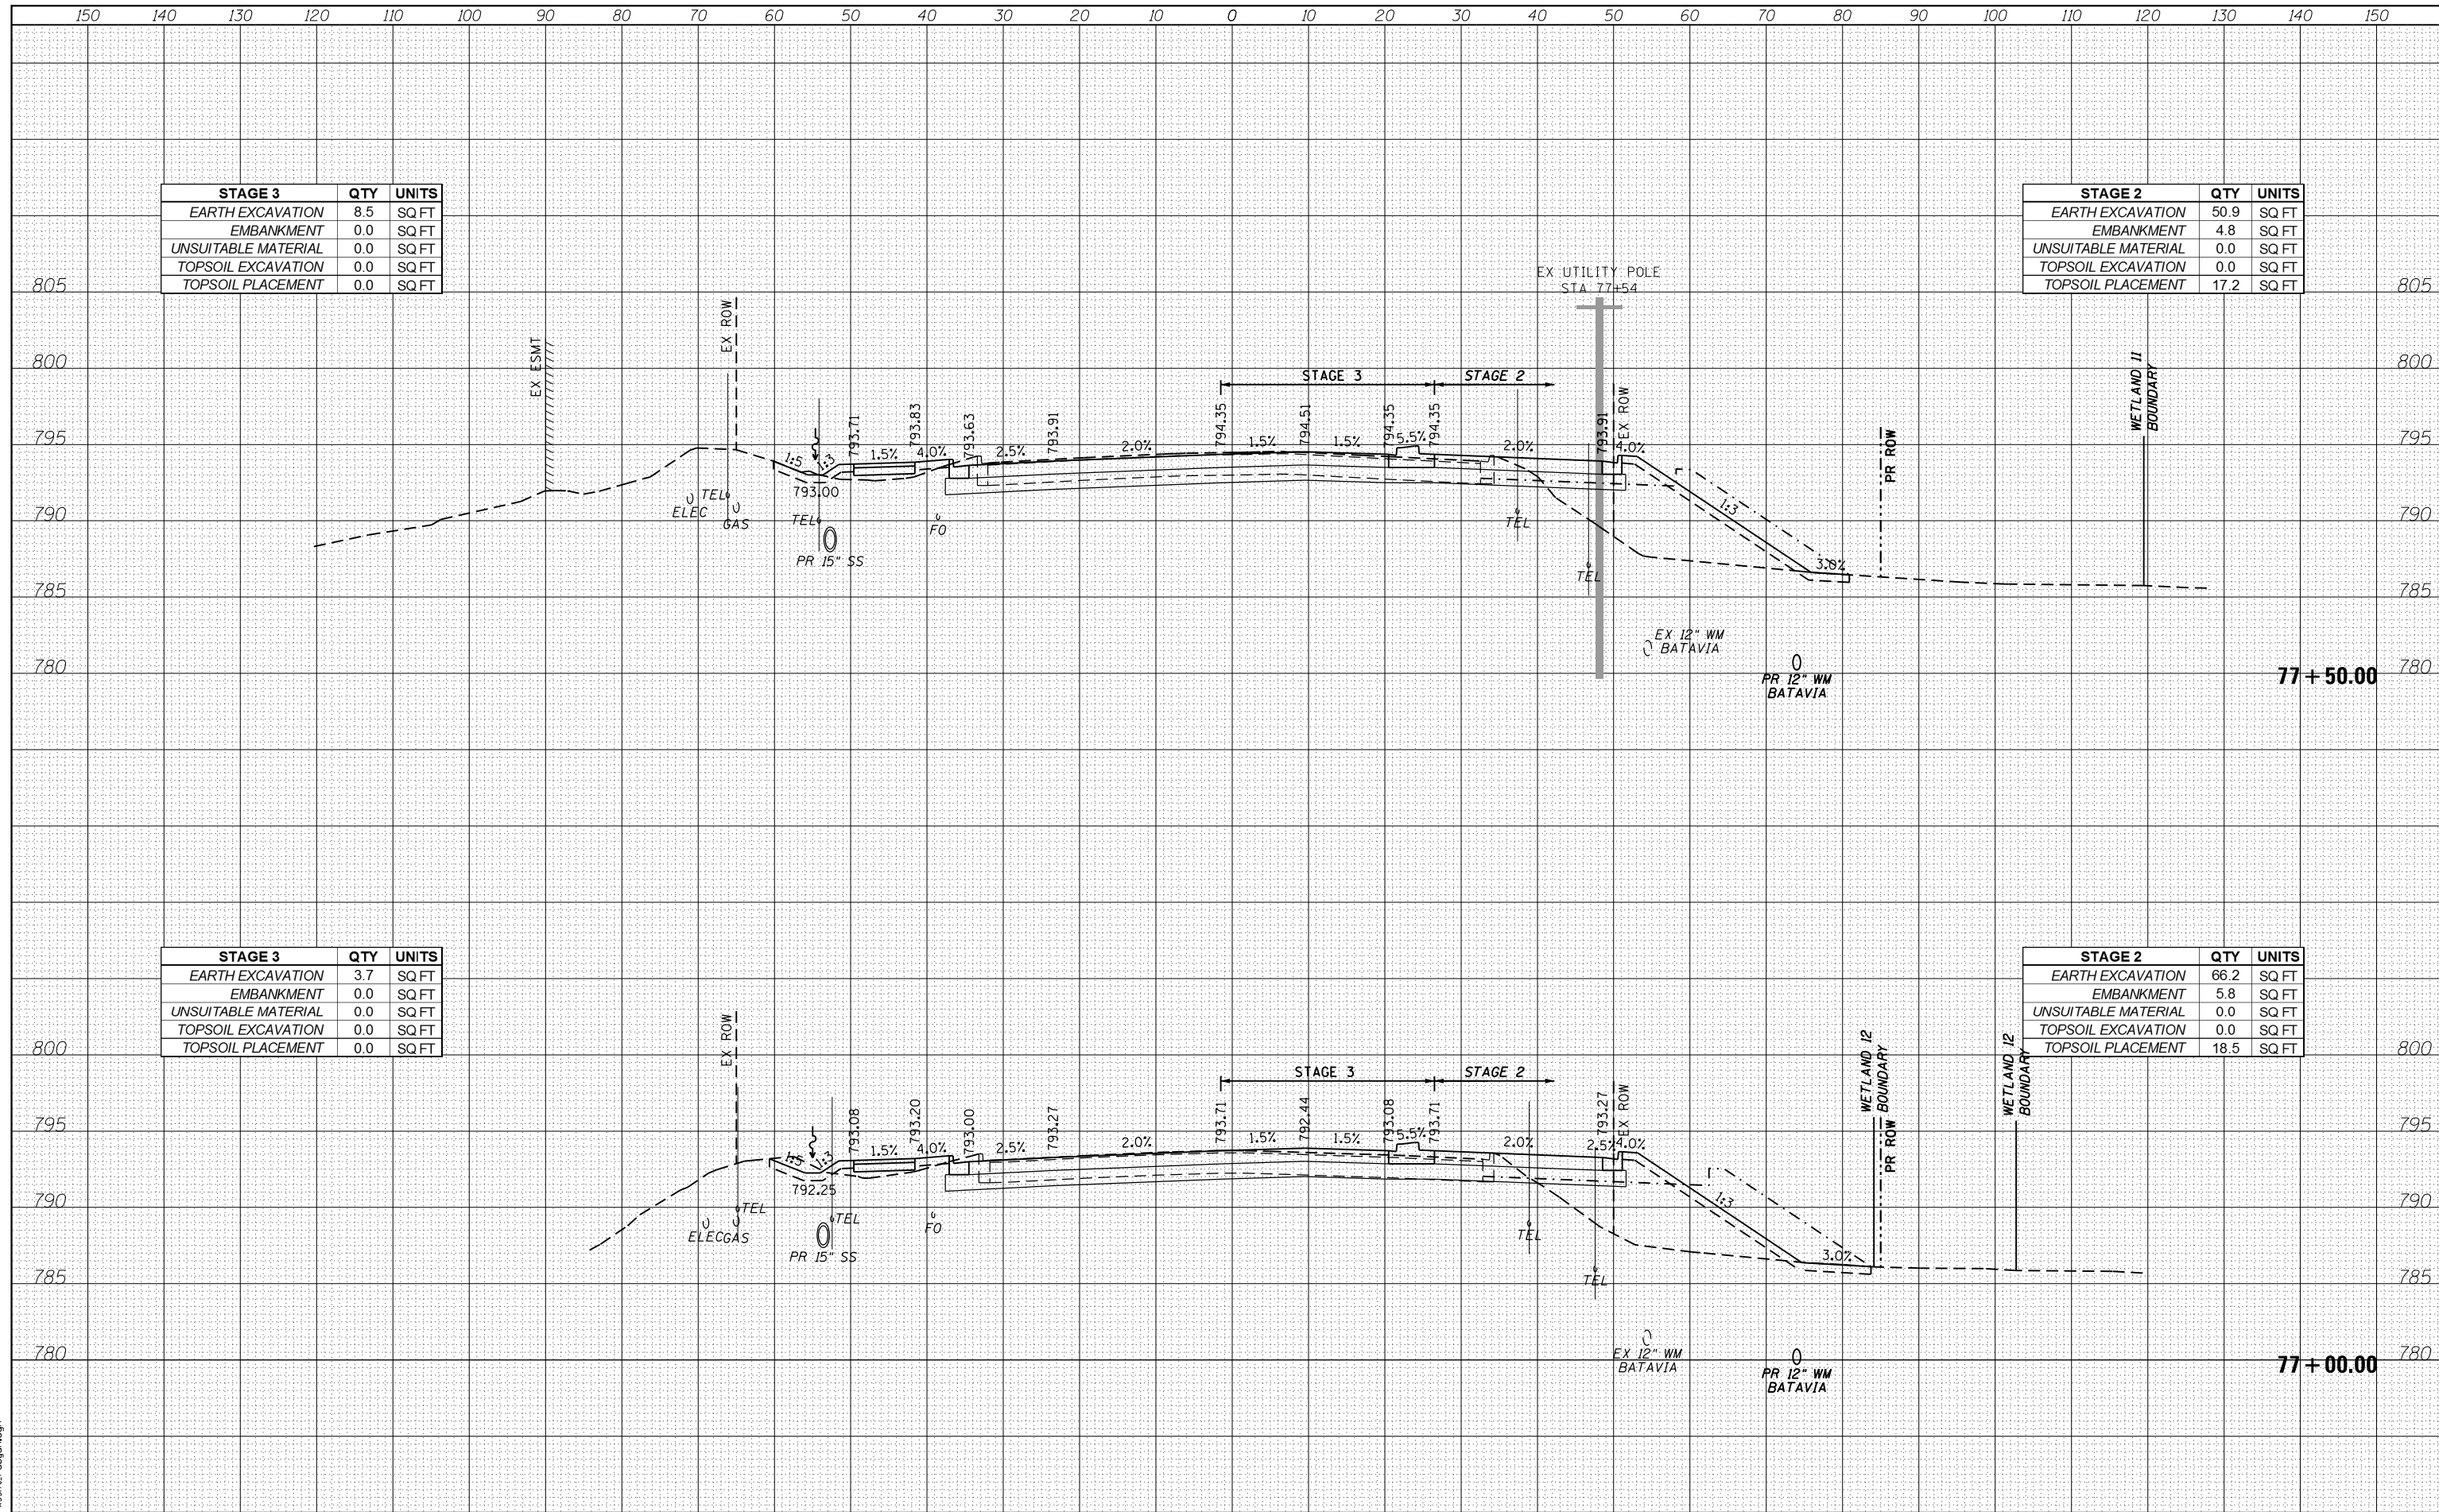 150 140 130 120 110 100 90 80 70 60 50 40 30 20 10 0 10 20 30 40 50 60 70 80 90 100 110 120 130 140 150
STAGE 3 QTY UNITS
EARTH EXCAVATION 8.5 SQ FT
EMBANKMENT 0.0 SQ FT
UNSUITABLE MATERIAL 0.0 SQ FT
TOPSOIL EXCAVATION 0.0 SQ FT
TOPSOIL PLACEMENT 0.0 SQ FT
STAGE 2 QTY UNITS
EARTH EXCAVATION 50.9 SQ FT
EMBANKMENT 4.8 SQ FT
UNSUITABLE MATERIAL 0.0 SQ FT
TOPSOIL EXCAVATION 0.0 SQ FT
TOPSOIL PLACEMENT 17.2 SQ FT
805 805
800 800
795 795
790 790
785 785
780 780
EX ESMT
EX ROW
EX UTILITY POLE
STA 77+54
STAGE 3 STAGE 2
793.71
793.83
793.63
793.91
794.35
794.51
794.35
794.35
793.91
EX ROW
PR ROW
WETLAND 11
BOUNDARY
1:5 1:3 1.5% 4.0% 2.5% 2.0% 1.5% 1.5% 5.5% 2.0% 4.0%
1:3
3.0%
793.00
ELEC
TEL
GAS
TEL
PR 15" SS
FO
TEL
TEL
EX 12" WM
BATAVIA
PR 12" WM
BATAVIA
77+50.00
STAGE 3 QTY UNITS
EARTH EXCAVATION 3.7 SQ FT
EMBANKMENT 0.0 SQ FT
UNSUITABLE MATERIAL 0.0 SQ FT
TOPSOIL EXCAVATION 0.0 SQ FT
TOPSOIL PLACEMENT 0.0 SQ FT
STAGE 2 QTY UNITS
EARTH EXCAVATION 66.2 SQ FT
EMBANKMENT 5.8 SQ FT
UNSUITABLE MATERIAL 0.0 SQ FT
TOPSOIL EXCAVATION 0.0 SQ FT
TOPSOIL PLACEMENT 18.5 SQ FT
800 800
795 795
790 790
785 785
780 780
EX ROW
STAGE 3 STAGE 2
793.08
793.20
793.00
793.27
793.71
792.44
793.08
793.71
793.27
EX ROW
WETLAND 12
BOUNDARY
PR ROW
WETLAND 12
BOUNDARY
1:5 1:3 1.5% 4.0% 2.5% 2.0% 1.5% 1.5% 5.5% 2.0% 2.5% 4.0%
1:3
3.0%
792.25
TEL
ELEC
GAS
TEL
PR 15" SS
FO
TEL
TEL
EX 12" WM
BATAVIA
PR 12" WM
BATAVIA
77+00.00